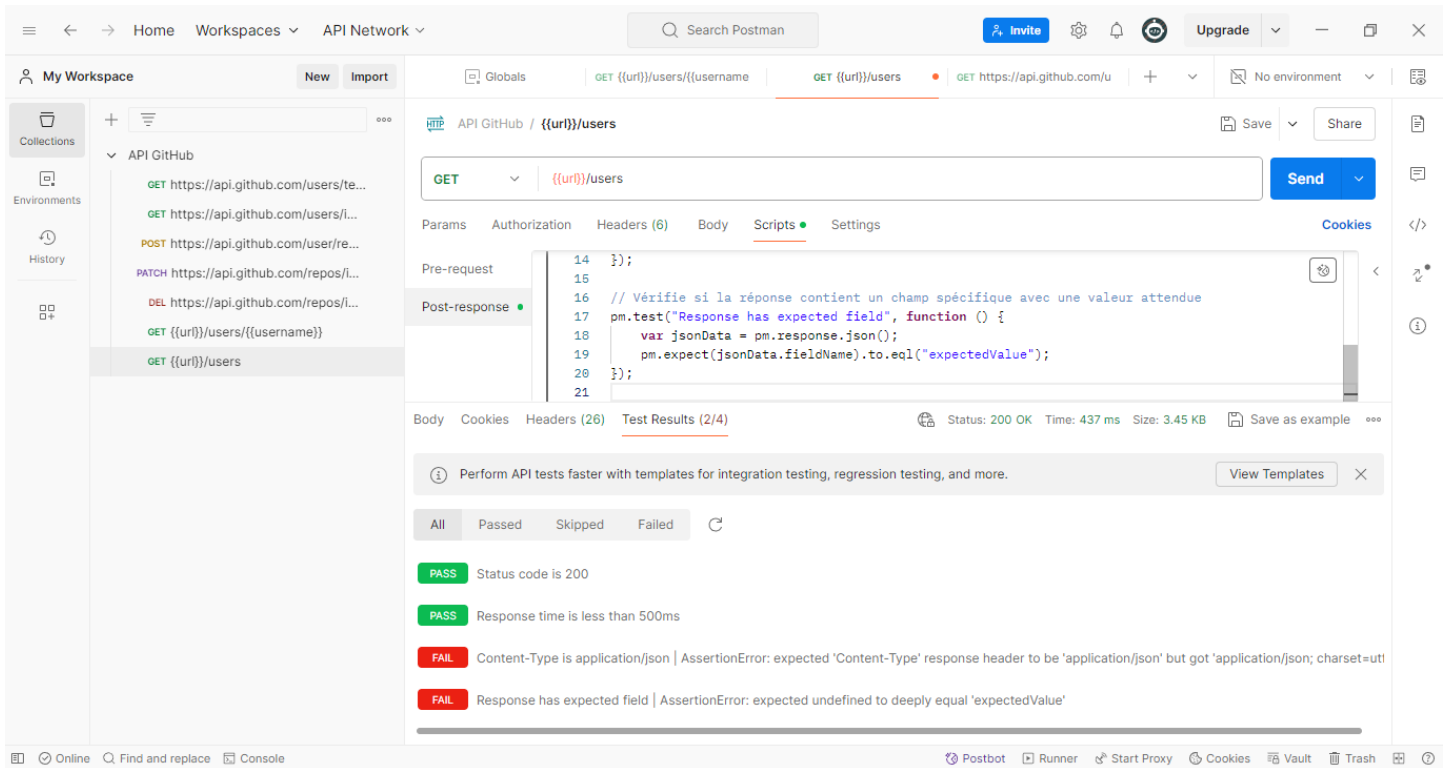 Home Workspaces API Network Search Postman Invite Upgrade
My Workspace New Import
Globals GET {{url}}/users/{{username GET {{url}}/users GET https://api.github.com/u No environment
Collections
Environments
History
API GitHub
GET https://api.github.com/users/te...
GET https://api.github.com/users/i...
POST https://api.github.com/user/re...
PATCH https://api.github.com/repos/i...
DEL https://api.github.com/repos/i...
GET {{url}}/users/{{username}}
GET {{url}}/users
HTTP API GitHub / {{url}}/users Save Share
GET {{url}}/users Send
Params Authorization Headers (6) Body Scripts Settings Cookies
Pre-request
Post-response
14 });
15
16 // Vérifie si la réponse contient un champ spécifique avec une valeur attendue
17 pm.test("Response has expected field", function () {
18 var jsonData = pm.response.json();
19 pm.expect(jsonData.fieldName).to.eql("expectedValue");
20 });
21
Body Cookies Headers (26) Test Results (2/4) Status: 200 OK Time: 437 ms Size: 3.45 KB Save as example
Perform API tests faster with templates for integration testing, regression testing, and more. View Templates
All Passed Skipped Failed
PASS Status code is 200
PASS Response time is less than 500ms
FAIL Content-Type is application/json | AssertionError: expected 'Content-Type' response header to be 'application/json' but got 'application/json; charset=utf
FAIL Response has expected field | AssertionError: expected undefined to deeply equal 'expectedValue'
Online Find and replace Console Postbot Runner Start Proxy Cookies Vault Trash